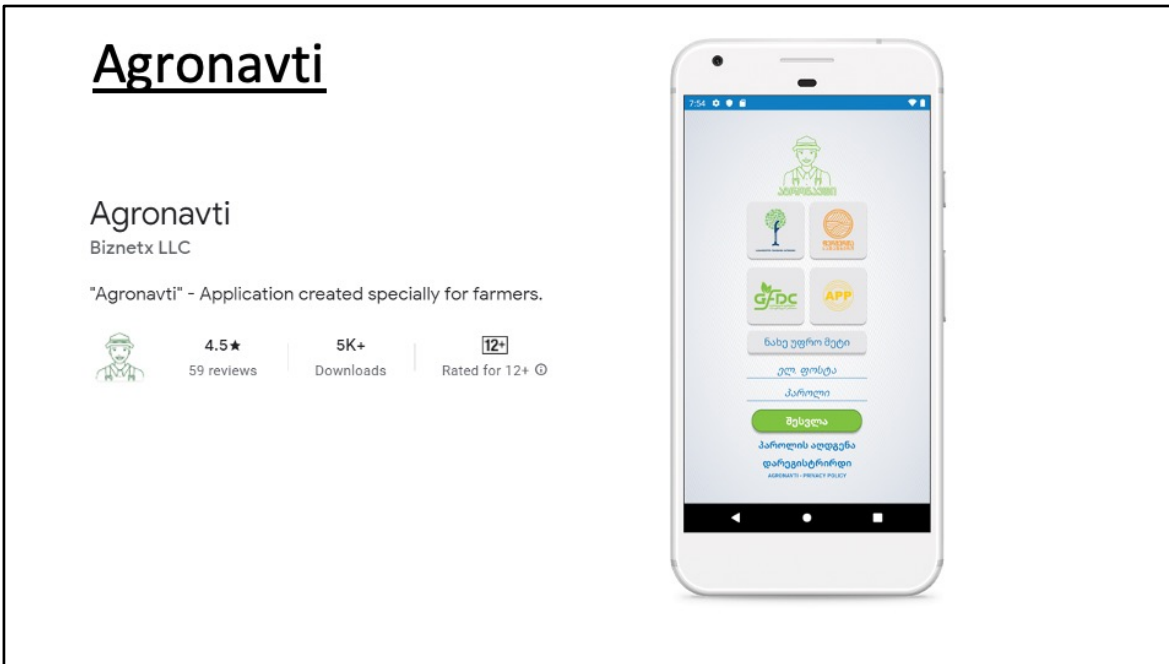 Agronavti
Agronavti
Biznetx LLC
"Agronavti" - Application created specially for farmers.
4.5★
59 reviews
5K+
Downloads
12+
Rated for 12+
7:54
GFDC
APP
ნახე უფრო მეტი
ელ. ფოსტა
პაროლი
შესვლა
პაროლის აღდგენა
დარეგისტრირდი
AGRONAVTI - PRIVACY POLICY